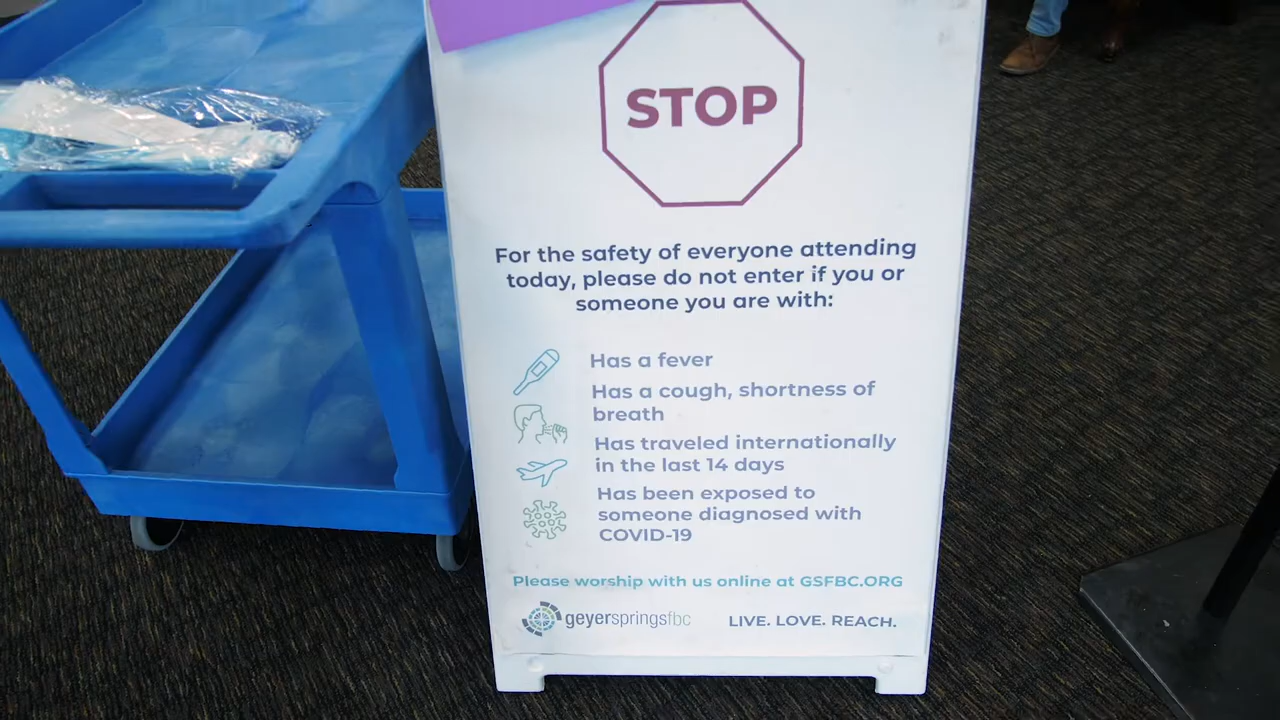 STOP
For the safety of everyone attending
today, please do not enter if you or
someone you are with:
Has a fever
Has a cough, shortness of
breath
Has traveled internationally
in the last 14 days
Has been exposed to
someone diagnosed with
COVID-19
Please worship with us online at GSFBC.ORG
geyerspringsfbc
LIVE. LOVE. REACH.